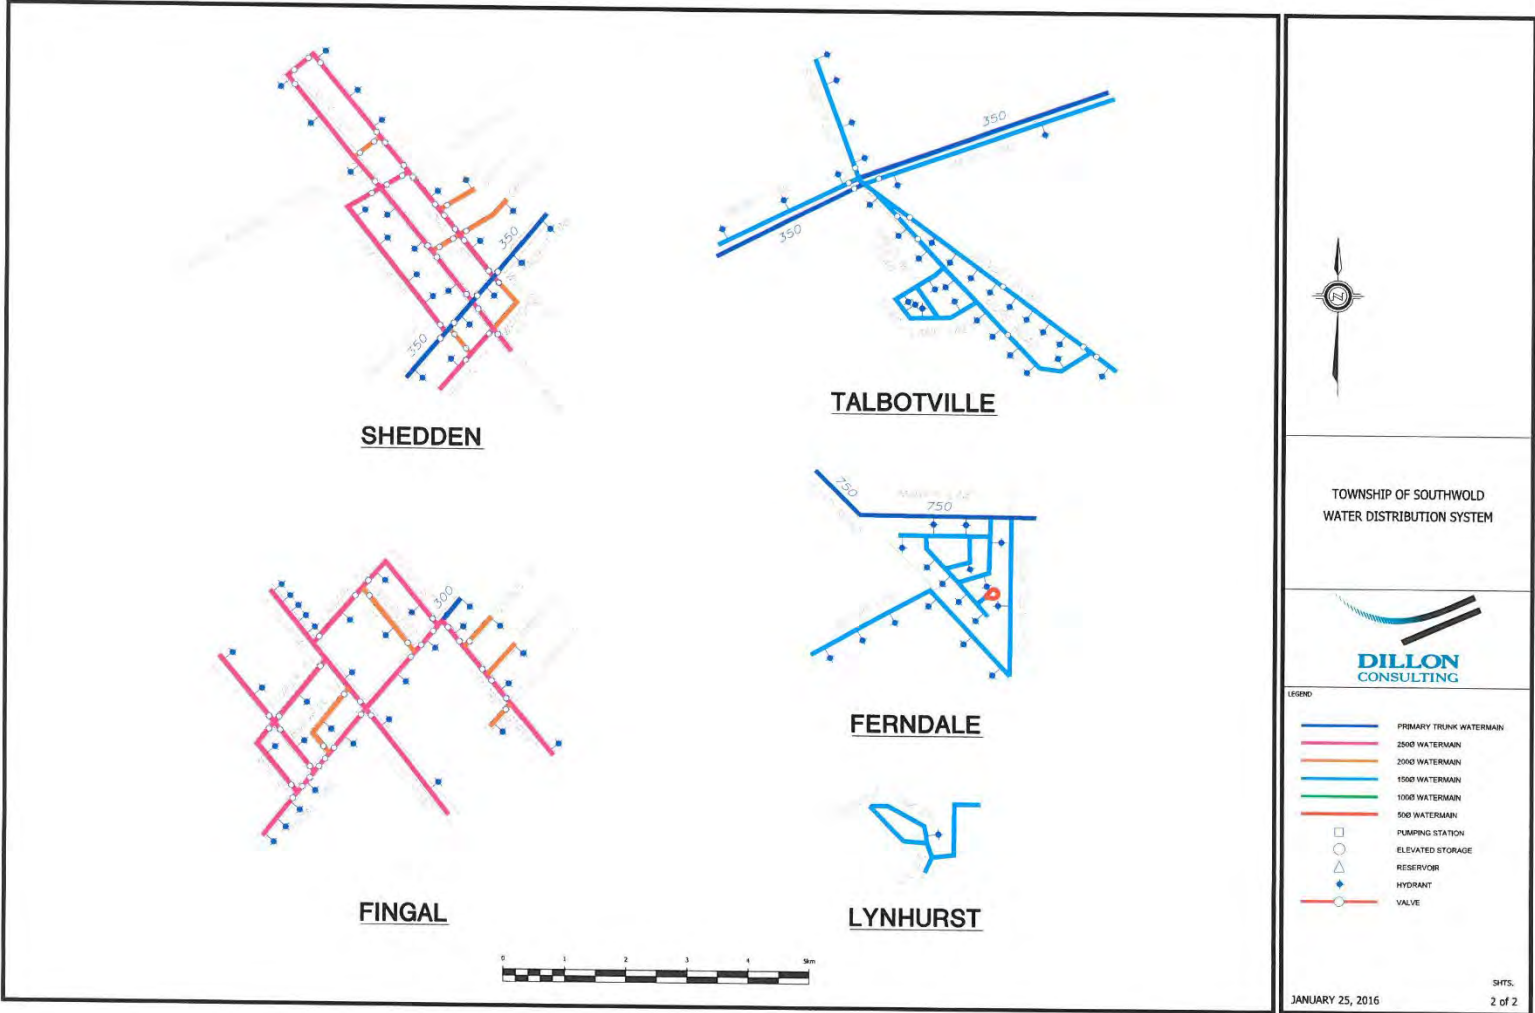 350
350
SHEDDEN
350
350
TALBOTVILLE
750
750
FERNDALE
300
FINGAL
LYNHURST
0 1 2 3 4 5km
N
TOWNSHIP OF SOUTHWOLD
WATER DISTRIBUTION SYSTEM
DILLON
CONSULTING
LEGEND
PRIMARY TRUNK WATERMAIN
250Ø WATERMAIN
200Ø WATERMAIN
150Ø WATERMAIN
100Ø WATERMAIN
50Ø WATERMAIN
PUMPING STATION
ELEVATED STORAGE
RESERVOIR
HYDRANT
VALVE
SHTS.
JANUARY 25, 2016 2 of 2